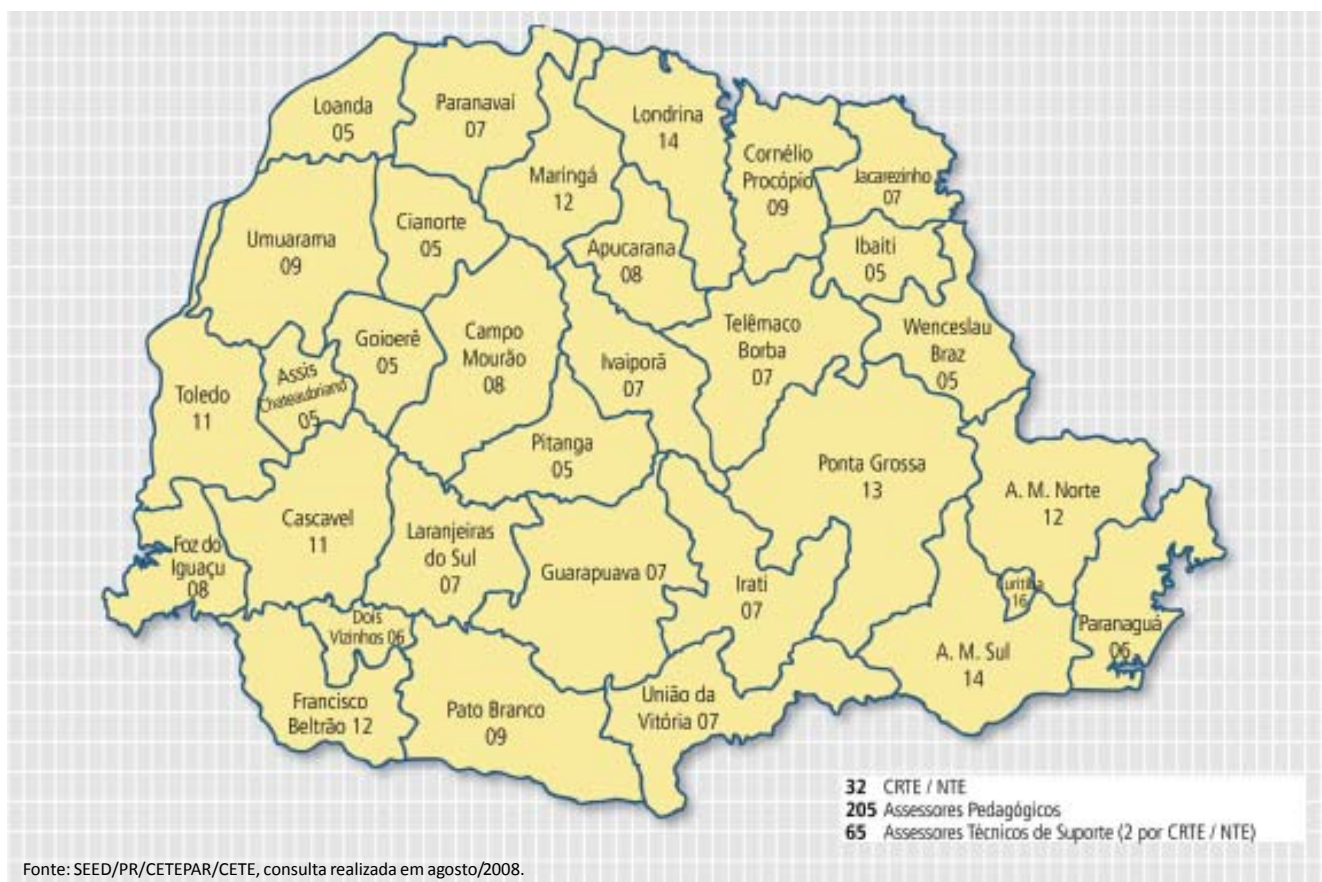 Loanda
05
Paranavaí
07
Londrina
14
Maringá
12
Cornélio
Procópio
09
Jacarezinho
07
Umuarama
09
Cianorte
05
Apucarana
08
Ibaiti
05
Goioerê
05
Campo
Mourão
08
Ivaiporã
07
Telêmaco
Borba
07
Wenceslau
Braz
05
Toledo
11
Assis
Chateaubriand
05
Pitanga
05
Ponta Grossa
13
A. M. Norte
12
Cascavel
11
Laranjeiras
do Sul
07
Foz do
Iguaçu
08
Guarapuava 07
Irati
07
Curitiba
16
Dois
Vizinhos 06
Paranaguá
06
A. M. Sul
14
Francisco
Beltrão 12
Pato Branco
09
União da
Vitória 07
32 CRTE / NTE
205 Assessores Pedagógicos
65 Assessores Técnicos de Suporte (2 por CRTE / NTE)
Fonte: SEED/PR/CETEPAR/CETE, consulta realizada em agosto/2008.